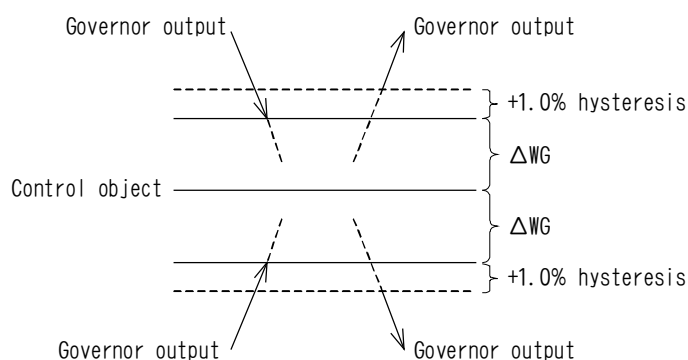 Governor output Governor output
+1.0% hysteresis
ΔWG
Control object
ΔWG
+1.0% hysteresis
Governor output Governor output